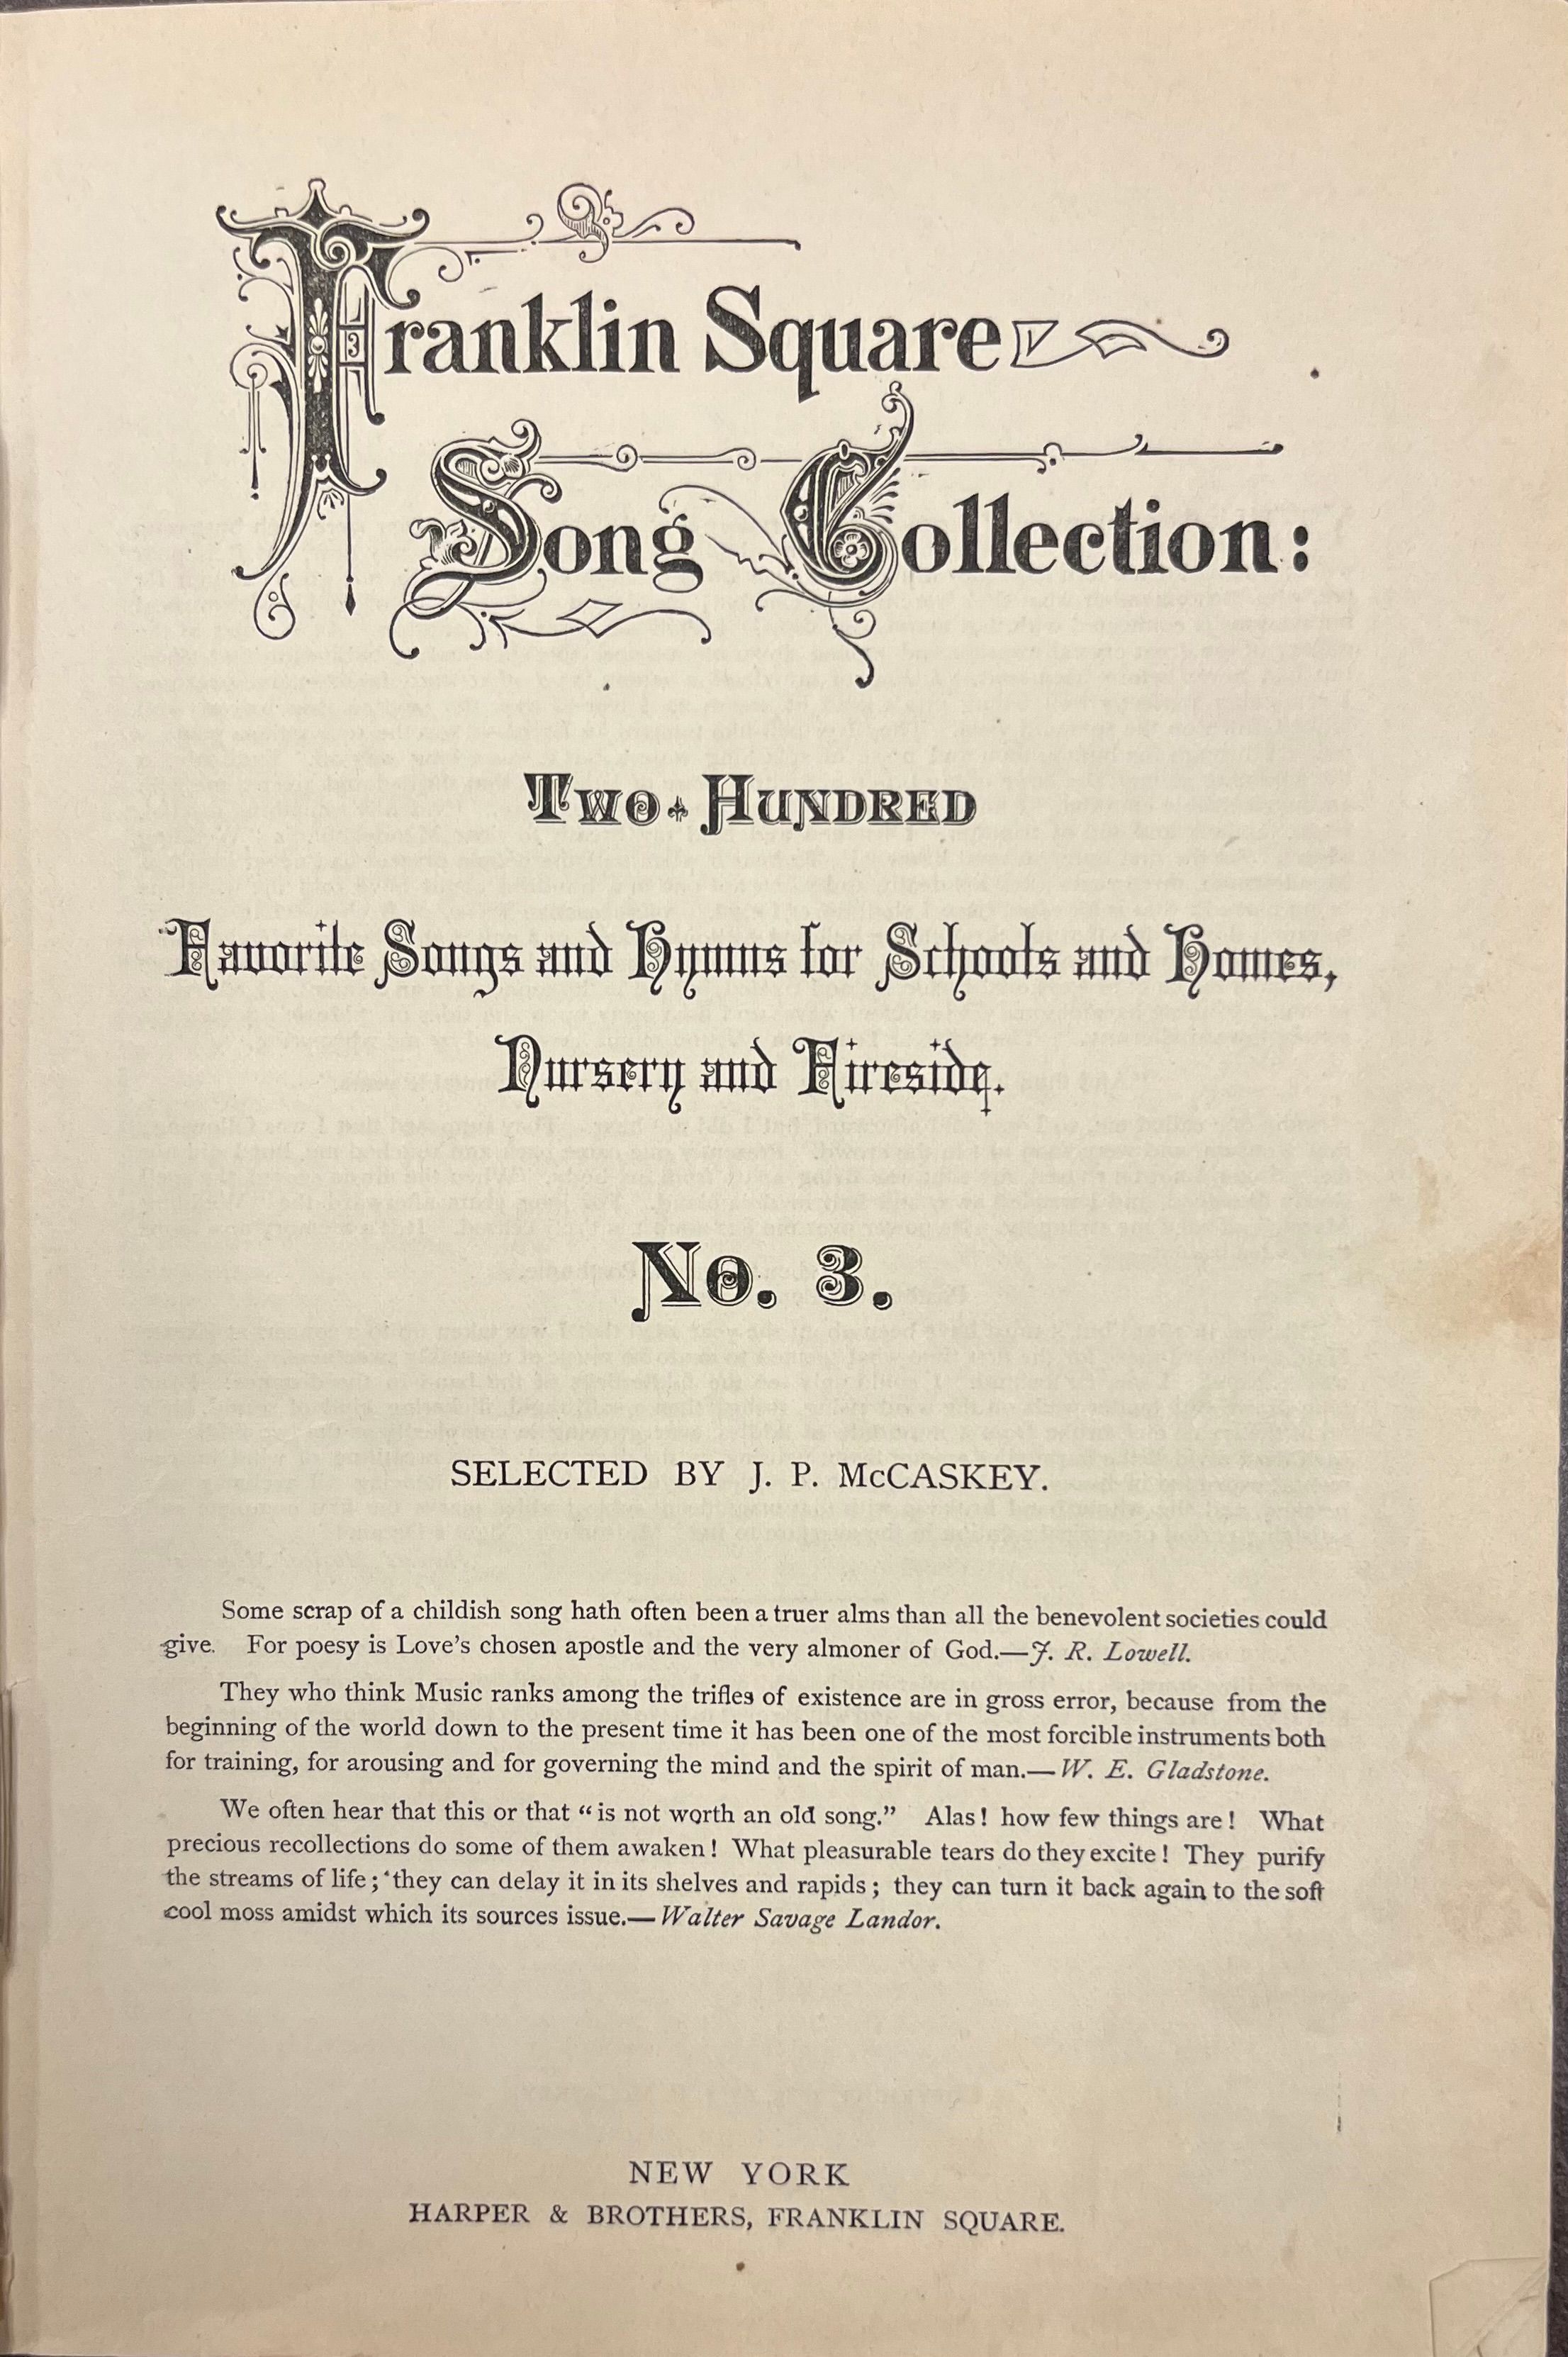 Franklin Square
Song Collection:
Two Hundred
Favorite Songs and Hymns for Schools and Homes,
Nursery and Fireside.
No. 3.
SELECTED BY J. P. McCASKEY.
Some scrap of a childish song hath often been a truer alms than all the benevolent societies could
give. For poesy is Love's chosen apostle and the very almoner of God.—J. R. Lowell.
They who think Music ranks among the trifles of existence are in gross error, because from the
beginning of the world down to the present time it has been one of the most forcible instruments both
for training, for arousing and for governing the mind and the spirit of man.—W. E. Gladstone.
We often hear that this or that “is not worth an old song.” Alas! how few things are! What
precious recollections do some of them awaken! What pleasurable tears do they excite! They purify
the streams of life; they can delay it in its shelves and rapids; they can turn it back again to the soft
cool moss amidst which its sources issue.—Walter Savage Landor.
NEW YORK
HARPER & BROTHERS, FRANKLIN SQUARE.